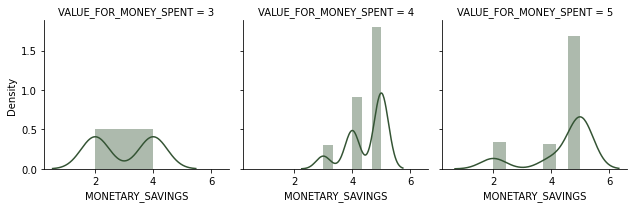 VALUE_FOR_MONEY_SPENT = 3
VALUE_FOR_MONEY_SPENT = 4
VALUE_FOR_MONEY_SPENT = 5
Density
1.5
1.0
0.5
0.0
2 4 6
2 4 6
2 4 6
MONETARY_SAVINGS
MONETARY_SAVINGS
MONETARY_SAVINGS